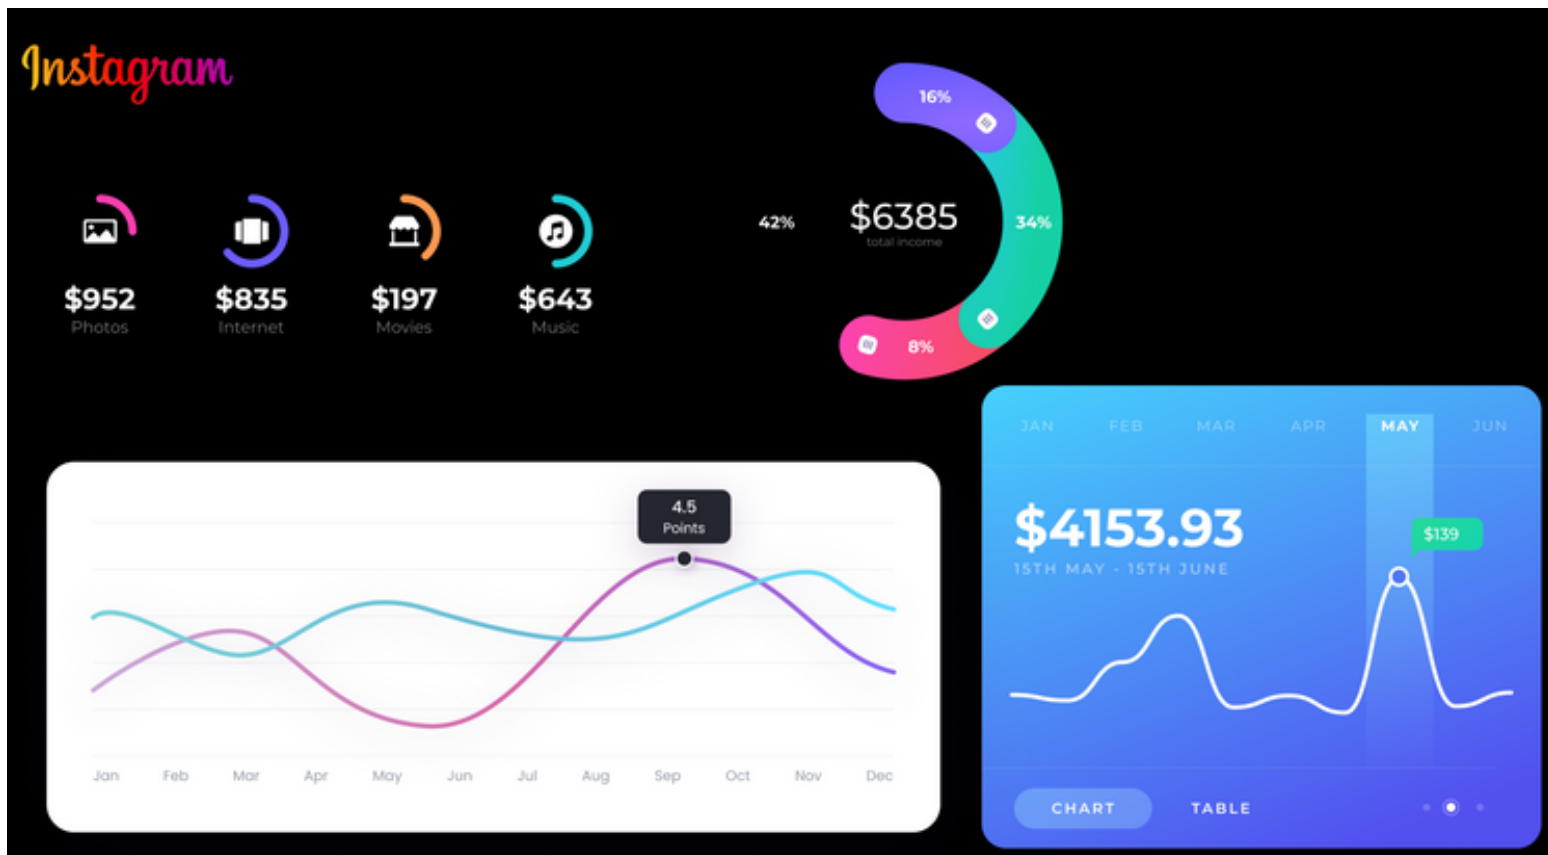 Instagram
$952
Photos
$835
Internet
$197
Movies
$643
Music
16%
34%
8%
42%
$6385
total income
4.5
Points
Jan Feb Mar Apr May Jun Jul Aug Sep Oct Nov Dec
JAN FEB MAR APR MAY JUN
$4153.93
15TH MAY - 15TH JUNE
$139
CHART TABLE